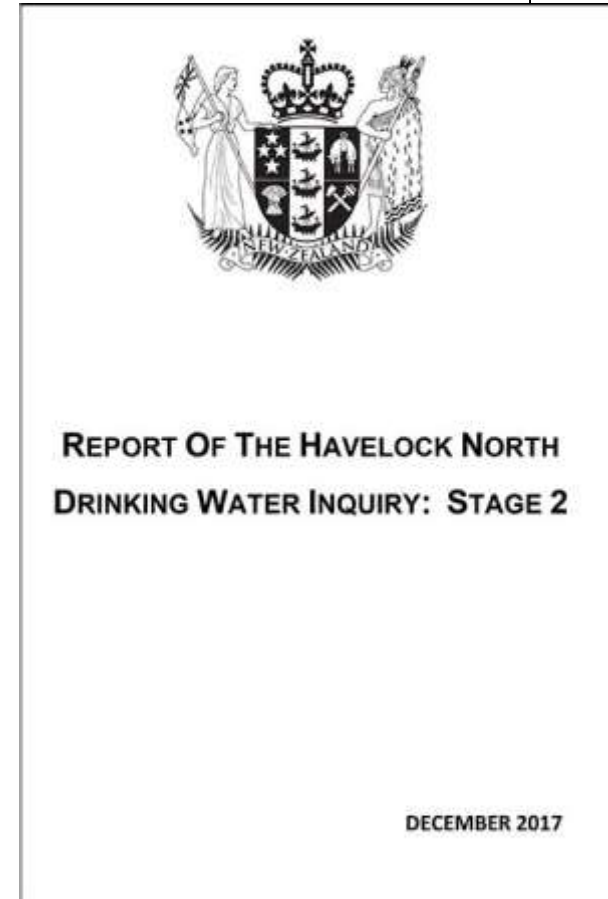 NEW ZEALAND
REPORT OF THE HAVELOCK NORTH
DRINKING WATER INQUIRY: STAGE 2
DECEMBER 2017